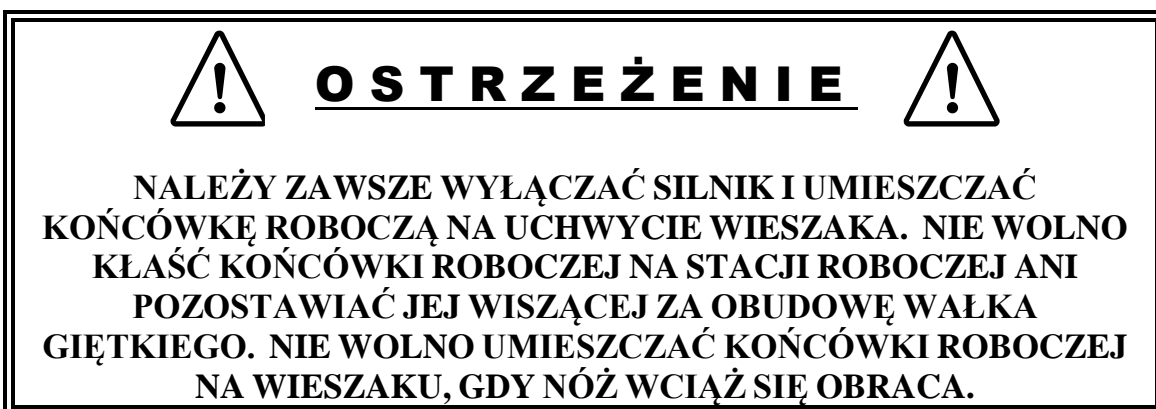 OSTRZEŻENIE
NALEŻY ZAWSZE WYŁĄCZAĆ SILNIK I UMIESZCZAĆ
KOŃCÓWKĘ ROBOCZĄ NA UCHWYCIE WIESZAKA. NIE WOLNO
KŁAŚĆ KOŃCÓWKI ROBOCZEJ NA STACJI ROBOCZEJ ANI
POZOSTAWIAĆ JEJ WISZĄCEJ ZA OBUDOWĘ WAŁKA
GIĘTKIEGO. NIE WOLNO UMIESZCZAĆ KOŃCÓWKI ROBOCZEJ
NA WIESZAKU, GDY NÓŻ WCIĄŻ SIĘ OBRACA.